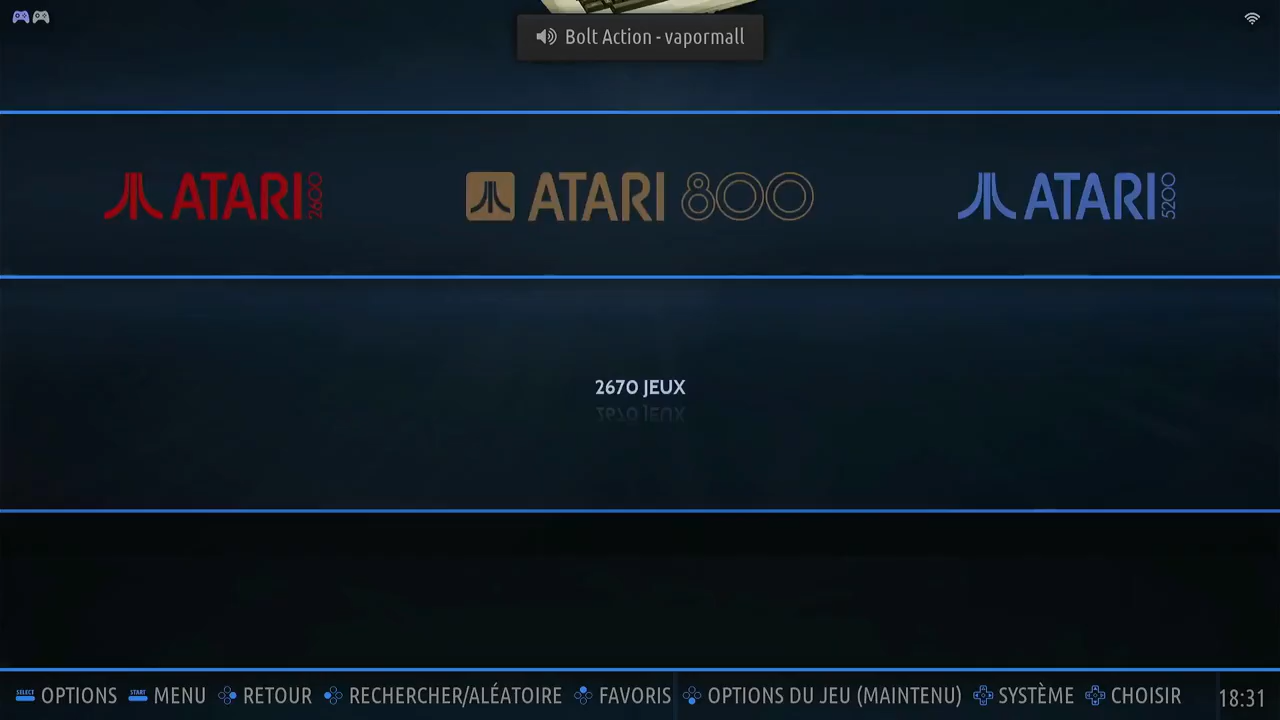 Bolt Action - vapormall
ATARI 2600
ATARI 800
ATARI 5200
2670 JEUX
SELECT OPTIONS START MENU RETOUR RECHERCHER/ALÉATOIRE FAVORIS OPTIONS DU JEU (MAINTENU) SYSTÈME CHOISIR 18:31